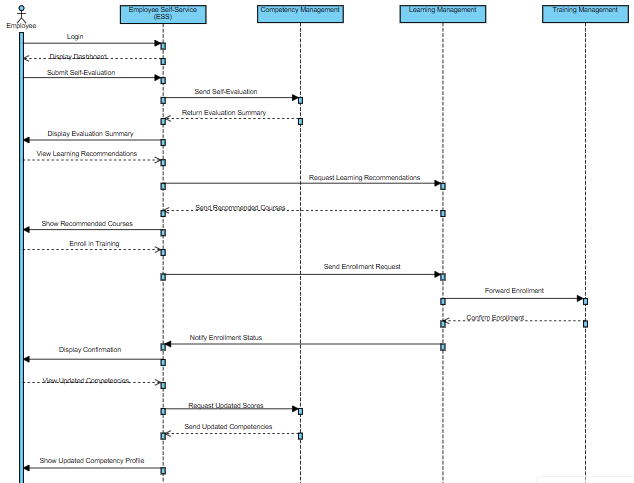 Employee
Employee Self-Service
(ESS)
Competency Management
Learning Management
Training Management
Login
Display Dashboard
Submit Self-Evaluation
Send Self-Evaluation
Return Evaluation Summary
Display Evaluation Summary
View Learning Recommendations
Request Learning Recommendations
Send Recommended Courses
Show Recommended Courses
Enroll in Training
Send Enrollment Request
Forward Enrollment
Confirm Enrollment
Notify Enrollment Status
Display Confirmation
View Updated Competencies
Request Updated Scores
Send Updated Competencies
Show Updated Competency Profile